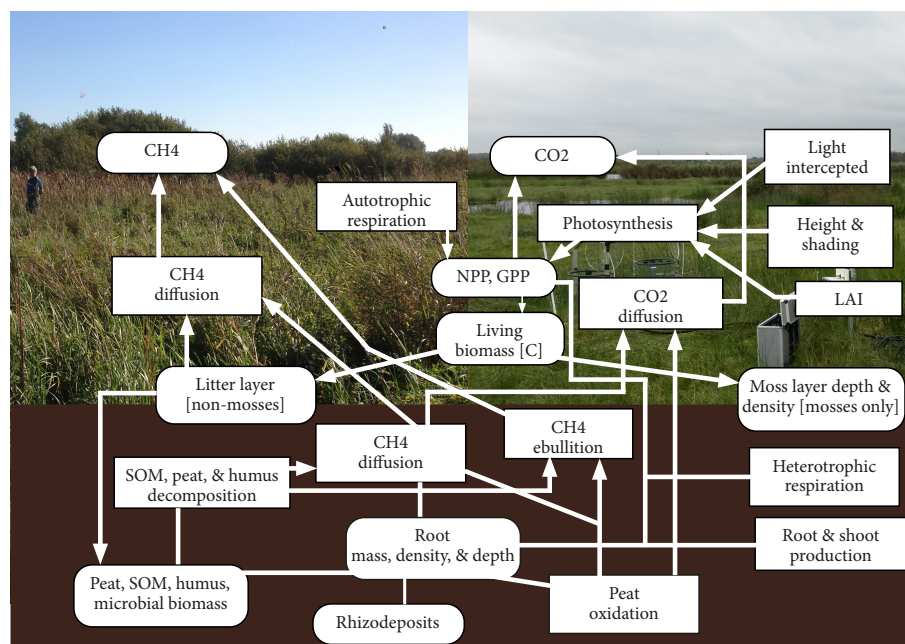 CH4
CO2
Light
intercepted
Autotrophic
respiration
Photosynthesis
Height &
shading
CH4
diffusion
NPP, GPP
CO2
diffusion
LAI
Living
biomass [C]
Litter layer
[non-mosses]
Moss layer depth &
density [mosses only]
CH4
diffusion
CH4
ebullition
SOM, peat, & humus
decomposition
Heterotrophic
respiration
Root
mass, density, & depth
Root & shoot
production
Peat, SOM, humus,
microbial biomass
Rhizodeposits
Peat
oxidation